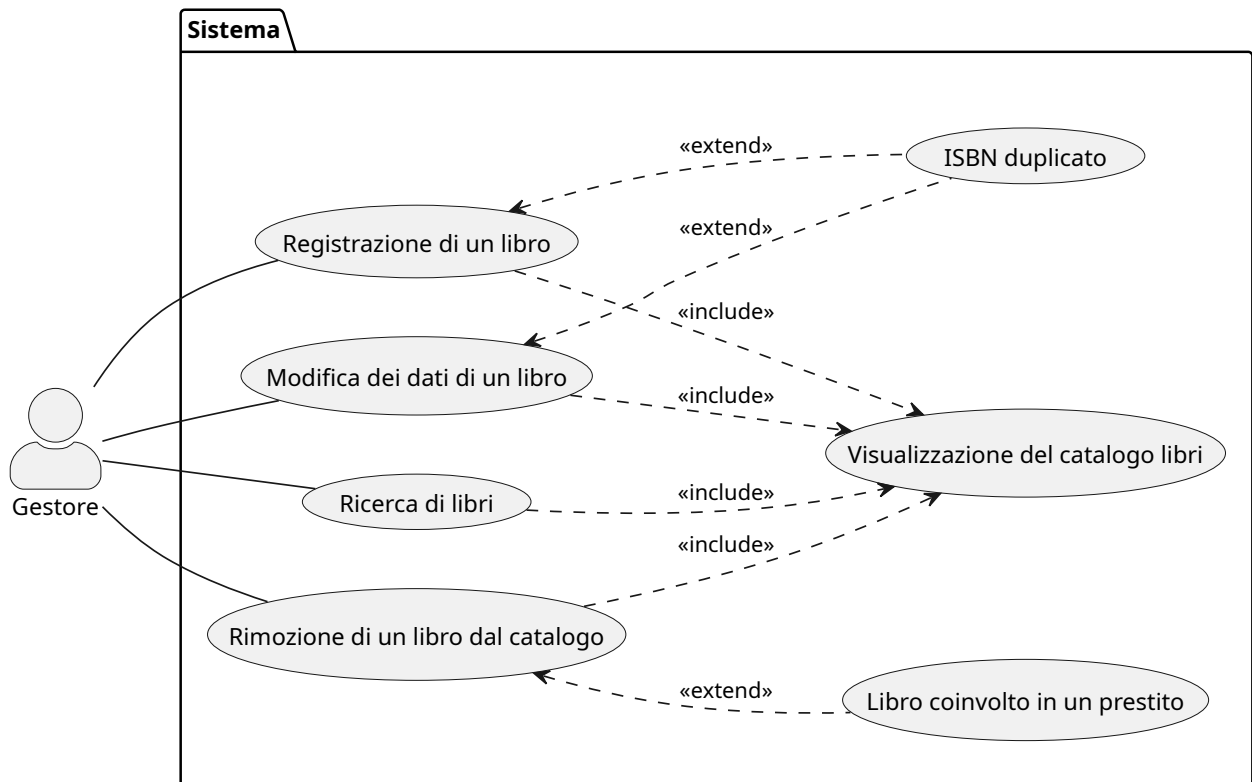 Sistema
«extend»
ISBN duplicato
«extend»
Registrazione di un libro
«include»
Modifica dei dati di un libro
«include»
Visualizzazione del catalogo libri
Gestore
Ricerca di libri
«include»
«include»
Rimozione di un libro dal catalogo
«extend»
Libro coinvolto in un prestito